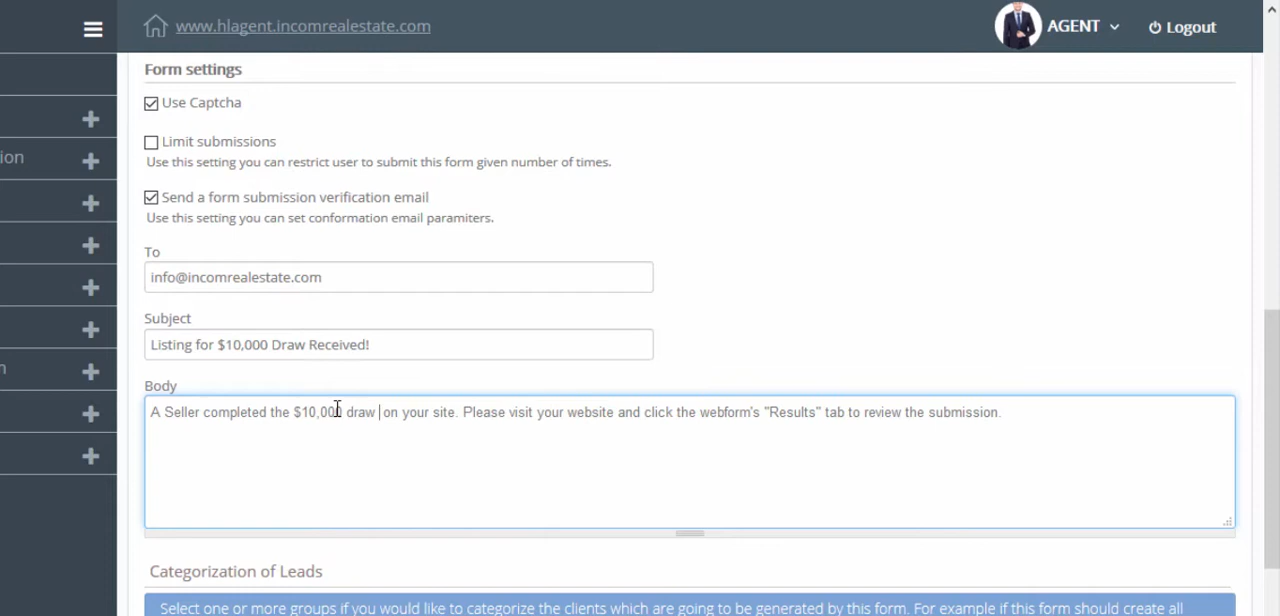 www.hlagent.incomrealestate.com
AGENT
Logout
Form settings
Use Captcha
Limit submissions
ion
Use this setting you can restrict user to submit this form given number of times.
Send a form submission verification email
Use this setting you can set conformation email paramiters.
To
info@incomrealestate.com
Subject
Listing for $10,000 Draw Received!
Body
A Seller completed the $10,000 draw on your site. Please visit your website and click the webform's "Results" tab to review the submission.
Categorization of Leads
Select one or more groups if you would like to categorize the clients which are going to be generated by this form. For example if this form should create all